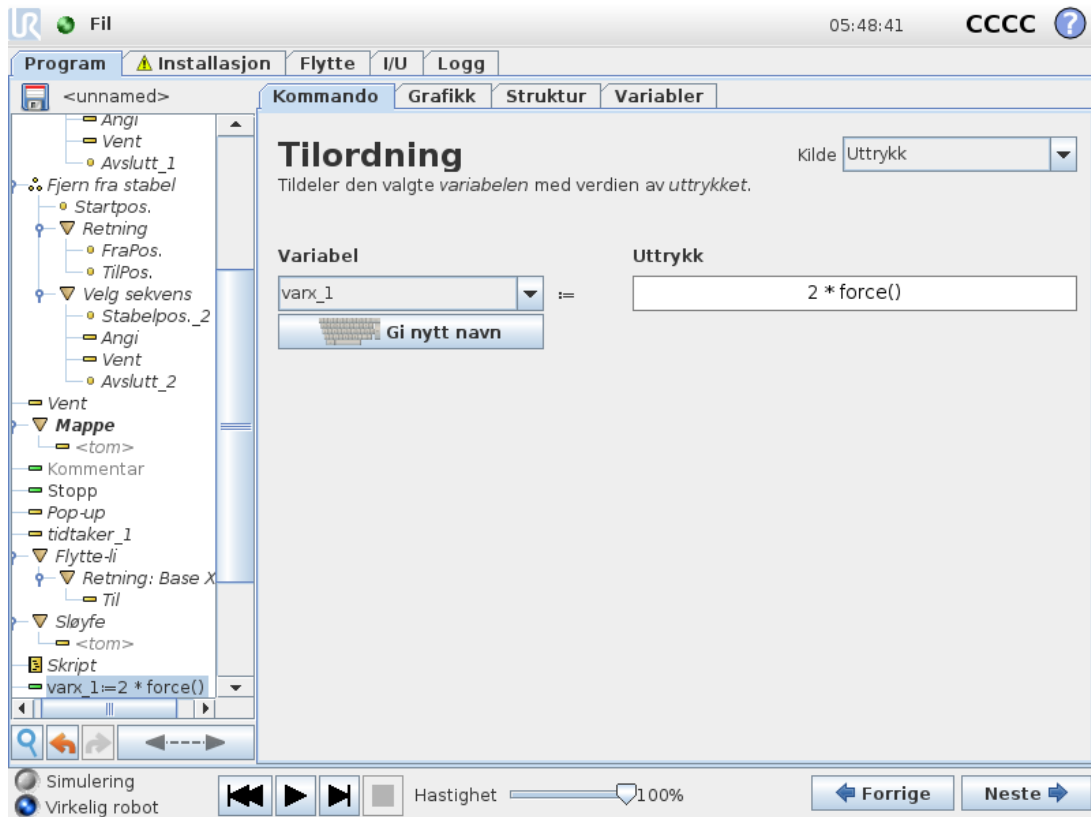 UR
Fil
05:48:41
CCCC
?
Program
Installasjon
Flytte
I/U
Logg
<unnamed>
Kommando
Grafikk
Struktur
Variabler
Angi
Vent
Avslutt_1
Fjern fra stabel
Startpos.
Retning
FraPos.
TilPos.
Velg sekvens
Stabelpos._2
Angi
Vent
Avslutt_2
Vent
Mappe
<tom>
Kommentar
Stopp
Pop-up
tidtaker_1
Flytte-li
Retning: Base X
Til
Sløyfe
<tom>
Skript
varx_1:=2 * force()
Tilordning
Kilde
Uttrykk
Tildeler den valgte variabelen med verdien av uttrykket.
Variabel
Uttrykk
varx_1
:=
2 * force()
Gi nytt navn
Simulering
Virkelig robot
Hastighet
100%
Forrige
Neste